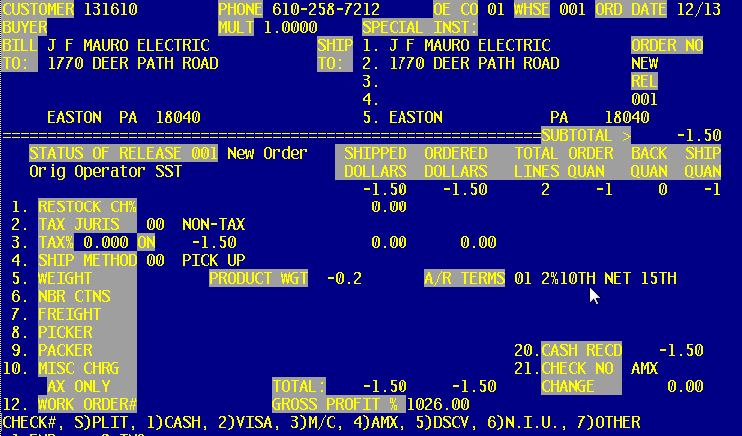 CUSTOMER 131610 PHONE 610-258-7212 OE CO 01 WHSE 001 ORD DATE 12/13
BUYER MULT 1.0000 SPECIAL INST:
BILL J F MAURO ELECTRIC SHIP 1. J F MAURO ELECTRIC ORDER NO
TO: 1770 DEER PATH ROAD TO: 2. 1770 DEER PATH ROAD NEW
3. REL
4. 001
EASTON PA 18040 5. EASTON PA 18040
SUBTOTAL > -1.50
STATUS OF RELEASE 001 New Order SHIPPED ORDERED TOTAL ORDER BACK SHIP
Orig Operator SST DOLLARS DOLLARS LINES QUAN QUAN QUAN
-1.50 -1.50 2 -1 0 -1
1. RESTOCK CH% 0.00
2. TAX JURIS 00 NON-TAX
3. TAX% 0.000 ON -1.50 0.00 0.00
4. SHIP METHOD 00 PICK UP
5. WEIGHT PRODUCT WGT -0.2 A/R TERMS 01 2%10TH NET 15TH
6. NBR CTNS
7. FREIGHT
8. PICKER
9. PACKER 20.CASH RECD -1.50
10. MISC CHRG 21.CHECK NO AMX
AX ONLY TOTAL: -1.50 -1.50 CHANGE 0.00
12. WORK ORDER# GROSS PROFIT % 1026.00
CHECK#, S)PLIT, 1)CASH, 2)VISA, 3)M/C, 4)AMX, 5)DSCV, 6)N.I.U., 7)OTHER